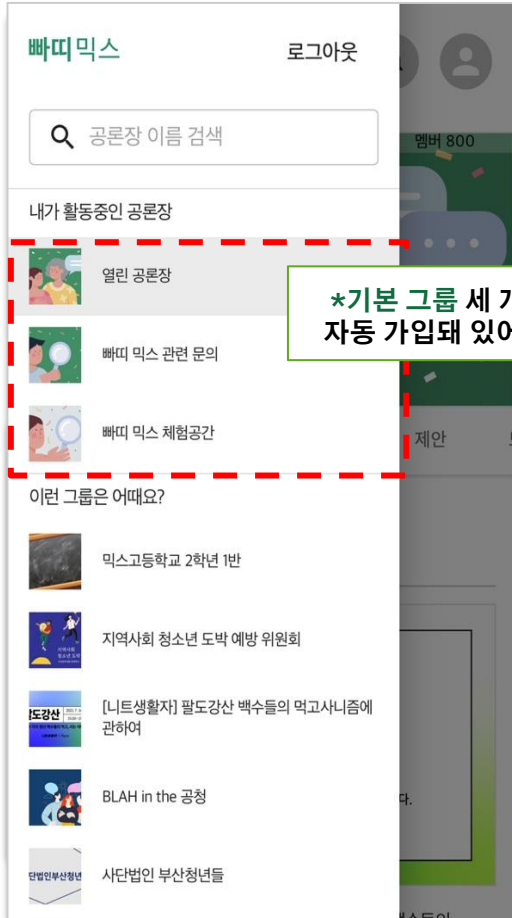 빠띠믹스
로그아웃
공론장 이름 검색
멤버 800
내가 활동중인 공론장
열린 공론장
*기본 그룹 세
자동 가입돼
빠띠 믹스 관련 문의
빠띠 믹스 체험공간
제안
이런 그룹은 어때요?
믹스고등학교 2학년 1반
지역사회 청소년 도박 예방 위원회
[니트생활자] 팔도강산 백수들의 먹고사니즘에
관하여
BLAH in the 공청
다.
사단법인 부산청년들